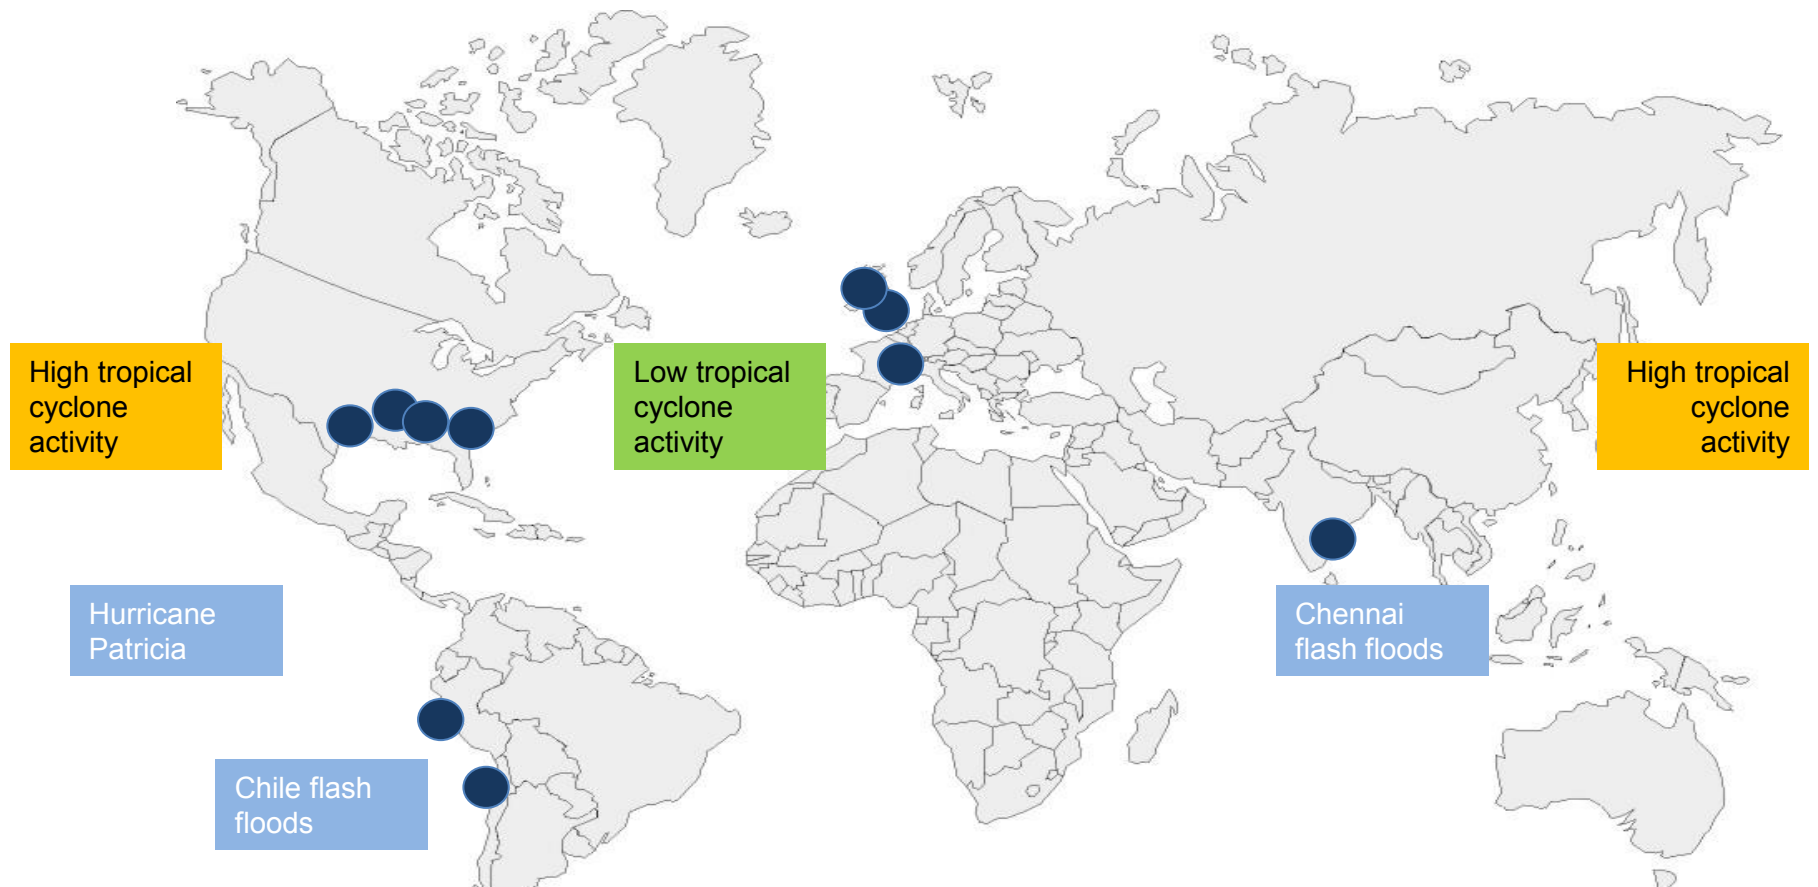 High tropical
cyclone
activity
Low tropical
cyclone
activity
High tropical
cyclone
activity
Hurricane
Patricia
Chennai
flash floods
Chile flash
floods